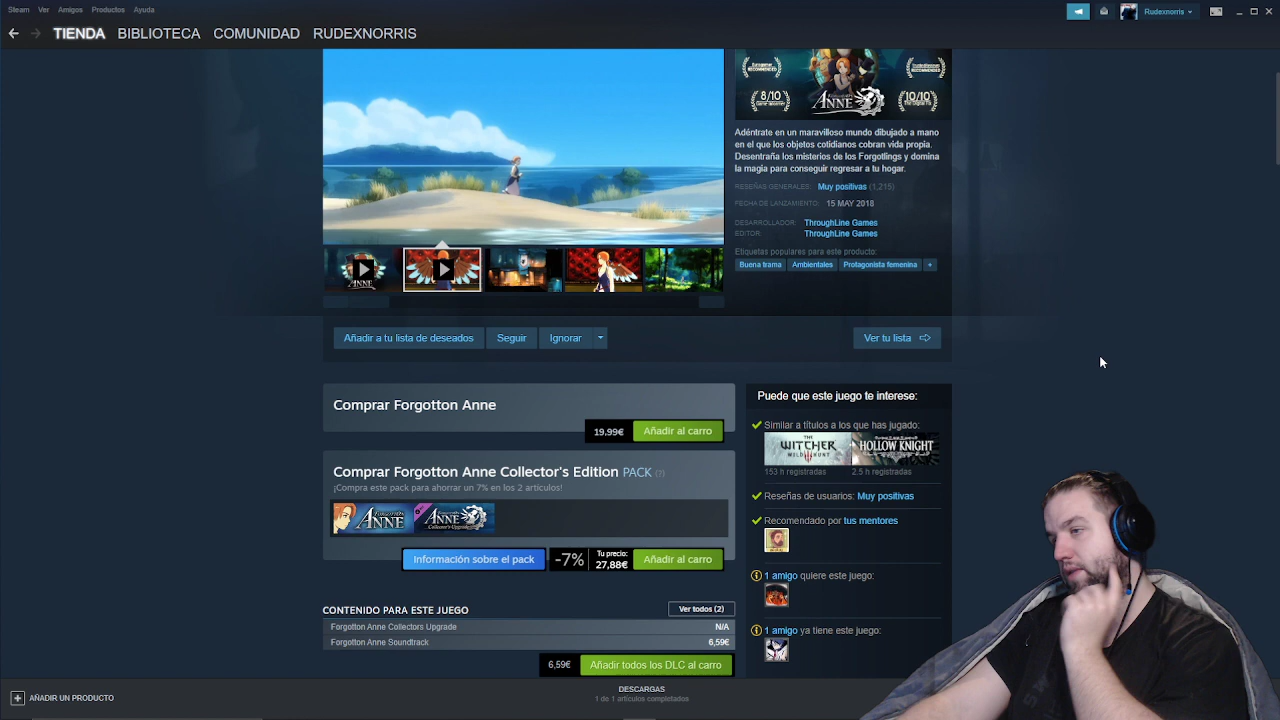 Steam Ver Amigos Productos Ayuda
Rudexnorris
TIENDA BIBLIOTECA COMUNIDAD RUDEXNORRIS
RECOMMENDED
8/10
ANNE
10/10
Adéntrate en un maravilloso mundo dibujado a mano
en el que los objetos cotidianos cobran vida propia.
Desentraña los misterios de los Forgotlings y domina
la magia para conseguir regresar a tu hogar.
RESEÑAS GENERALES: Muy positivas (1,215)
FECHA DE LANZAMIENTO: 15 MAY 2018
DESARROLLADOR: ThroughLine Games
EDITOR: ThroughLine Games
Etiquetas populares para este producto:
Buena trama Ambientales Protagonista femenina +
Añadir a tu lista de deseados Seguir Ignorar Ver tu lista
Comprar Forgotton Anne
19,99€ Añadir al carro
Comprar Forgotton Anne Collector's Edition PACK (?)
¡Compra este pack para ahorrar un 7% en los 2 artículos!
ANNE ANNE
Información sobre el pack -7% Tu precio: 27,88€ Añadir al carro
CONTENIDO PARA ESTE JUEGO Ver todos (2)
Forgotton Anne Collectors Upgrade N/A
Forgotton Anne Soundtrack 6,59€
6,59€ Añadir todos los DLC al carro
Puede que este juego te interese:
Similar a títulos a los que has jugado:
THE WITCHER WILD HUNT HOLLOW KNIGHT
153 h registradas 2.5 h registradas
Reseñas de usuarios: Muy positivas
Recomendado por tus mentores
1 amigo quiere este juego:
1 amigo ya tiene este juego:
+ AÑADIR UN PRODUCTO
DESCARGAS
1 de 1 artículos completados